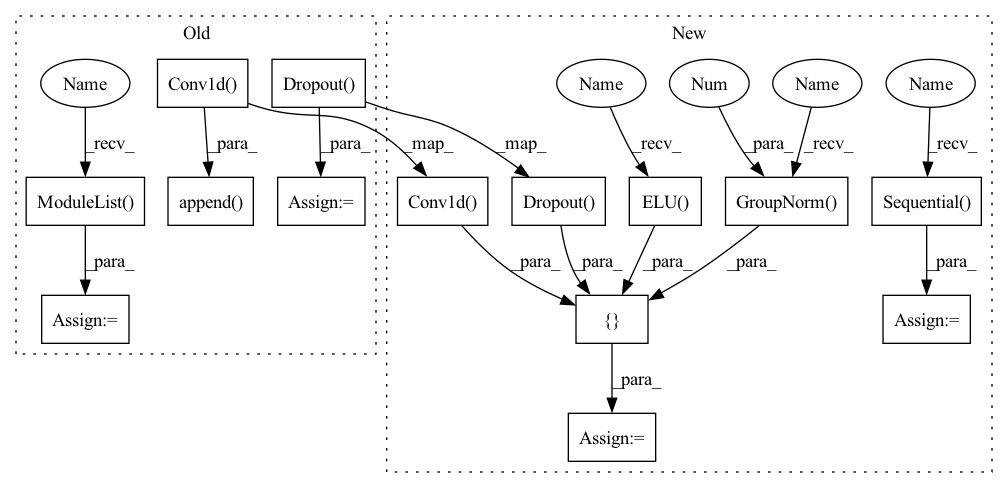 Old
New
Name
Conv1d()
Dropout()
Name
Num
Name
Name
_recv_
_para_
_para_
_map_
_map_
_recv_
_para_
_recv_
_recv_
ModuleList()
append()
Assign:=
Conv1d()
Dropout()
ELU()
GroupNorm()
Sequential()
_para_
_para_
_para_
_para_
_para_
_para_
Assign:=
{}
Assign:=
_para_
Assign:=